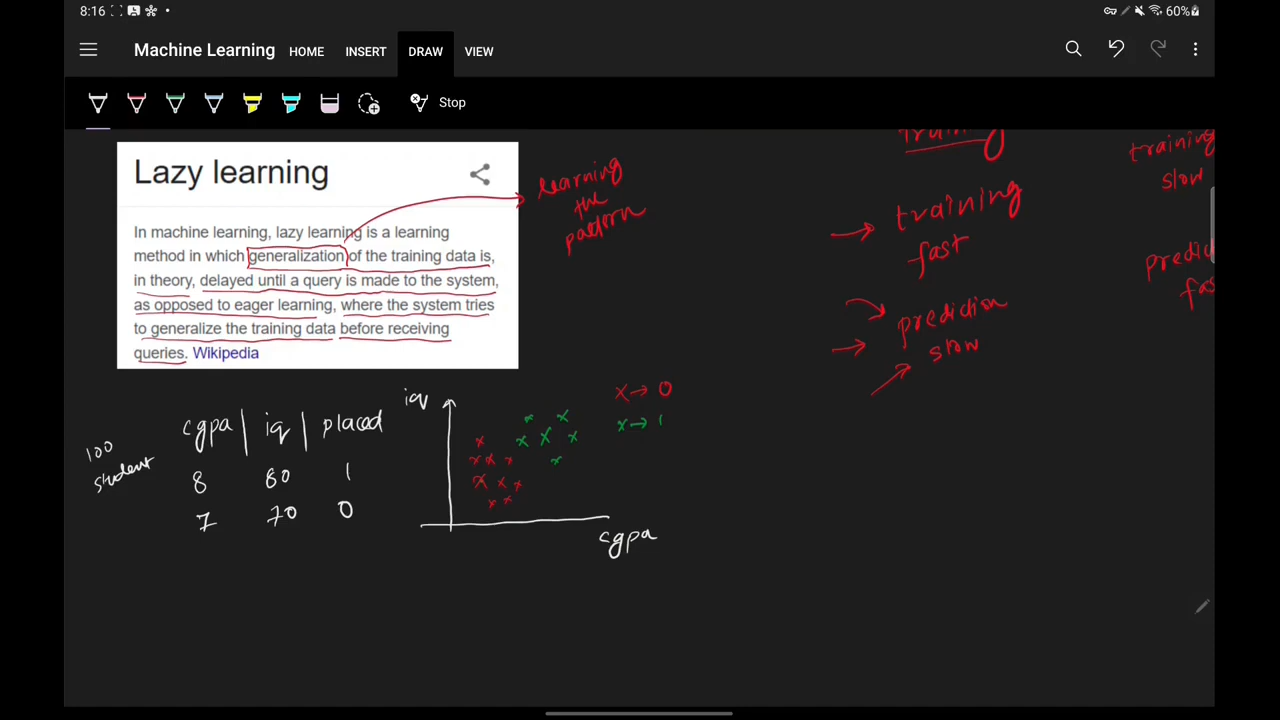 8:16
60%
Machine Learning HOME INSERT DRAW VIEW
Stop
Lazy learning
In machine learning, lazy learning is a learning
method in which generalization of the training data is,
in theory, delayed until a query is made to the system,
as opposed to eager learning, where the system tries
to generalize the training data before receiving
queries. Wikipedia
learning
the
pattern
training
training
fast
prediction
slow
training
slow
100
student
cgpa | iq | placed
8 80 1
7 70 0
iq
cgpa
x → 0
x → 1